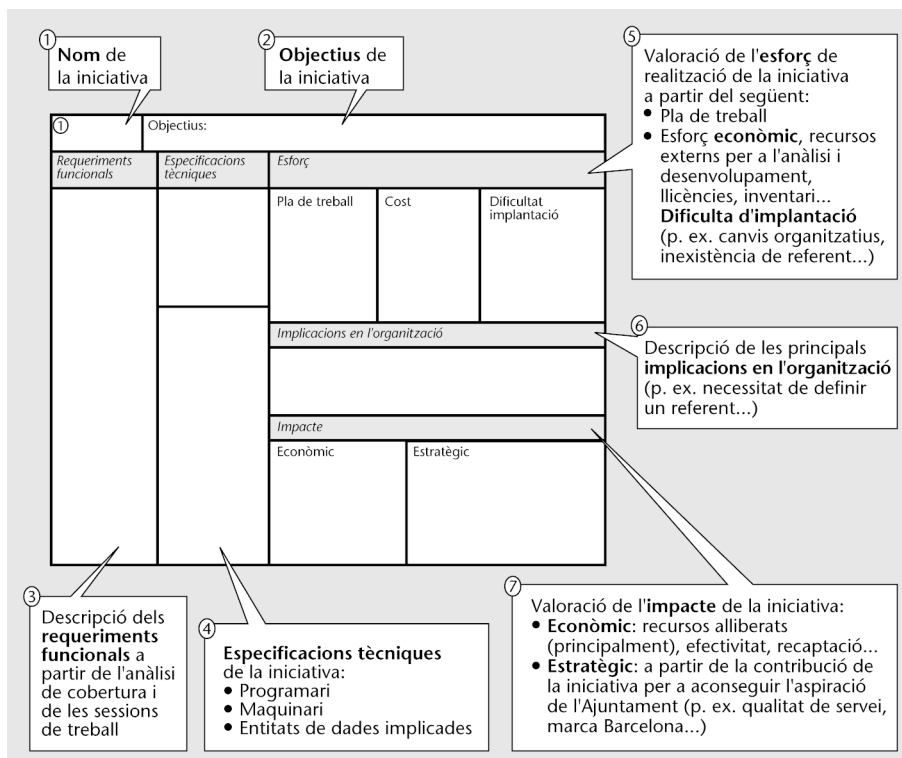 1
Nom de
la iniciativa
2
Objectius de
la iniciativa
5
Valoració de l'esforç de
realització de la iniciativa
a partir del següent:
• Pla de treball
• Esforç econòmic, recursos
externs per a l'anàlisi i
desenvolupament,
llicències, inventari...
Dificulta d'implantació
(p. ex. canvis organitzatius,
inexistència de referent...)
1
Objectius:
Requeriments
funcionals
Especificacions
tècniques
Esforç
Pla de treball
Cost
Dificultat
implantació
Implicacions en l'organització
6
Descripció de les principals
implicacions en l'organització
(p. ex. necessitat de definir
un referent...)
Impacte
Econòmic
Estratègic
3
Descripció dels
requeriments
funcionals a
partir de l'anàlisi
de cobertura i
de les sessions
de treball
4
Especificacions tècniques
de la iniciativa:
• Programari
• Maquinari
• Entitats de dades implicades
7
Valoració de l'impacte de la iniciativa:
• Econòmic: recursos alliberats
(principalment), efectivitat, recaptació...
• Estratègic: a partir de la contribució de
la iniciativa per a aconseguir l'aspiració
de l'Ajuntament (p. ex. qualitat de servei,
marca Barcelona...)